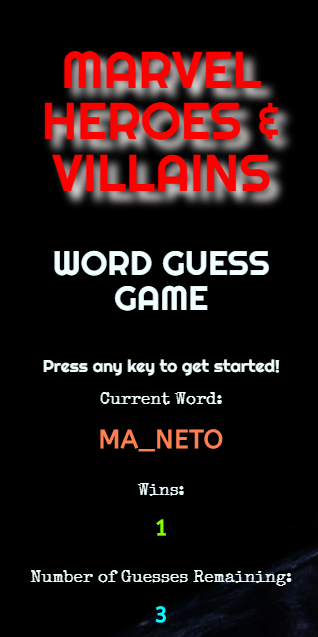 MARVEL
HEROES &
VILLAINS
WORD GUESS
GAME
Press any key to get started!
Current Word:
MA_NETO
Wins:
1
Number of Guesses Remaining:
3